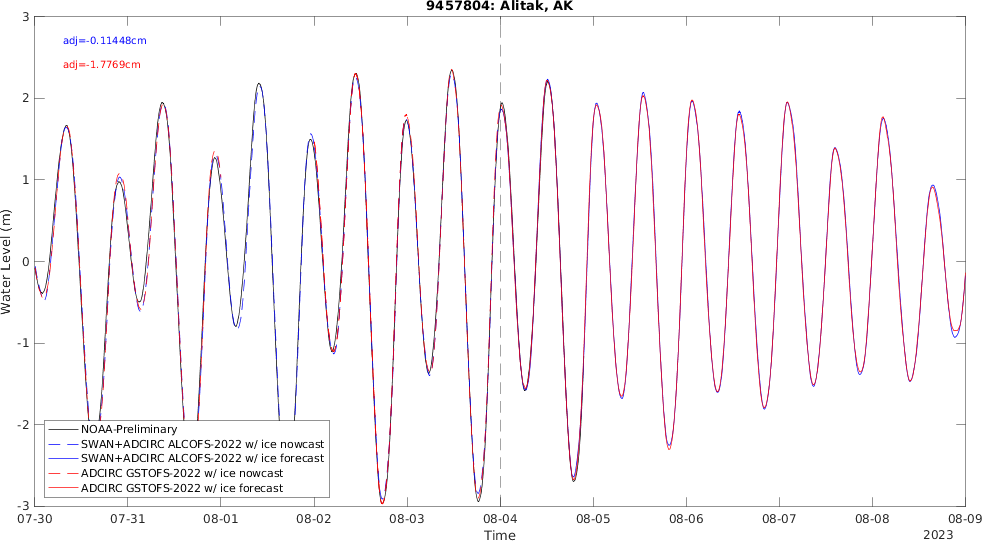 9457804: Alitak, AK
3
adj=-0.11448cm
adj=-1.7769cm
2
1
0
-1
-2
-3
Water Level (m)
NOAA-Preliminary
SWAN+ADCIRC ALCOFS-2022 w/ ice nowcast
SWAN+ADCIRC ALCOFS-2022 w/ ice forecast
ADCIRC GSTOFS-2022 w/ ice nowcast
ADCIRC GSTOFS-2022 w/ ice forecast
07-30 07-31 08-01 08-02 08-03 08-04 08-05 08-06 08-07 08-08 08-09
Time
2023